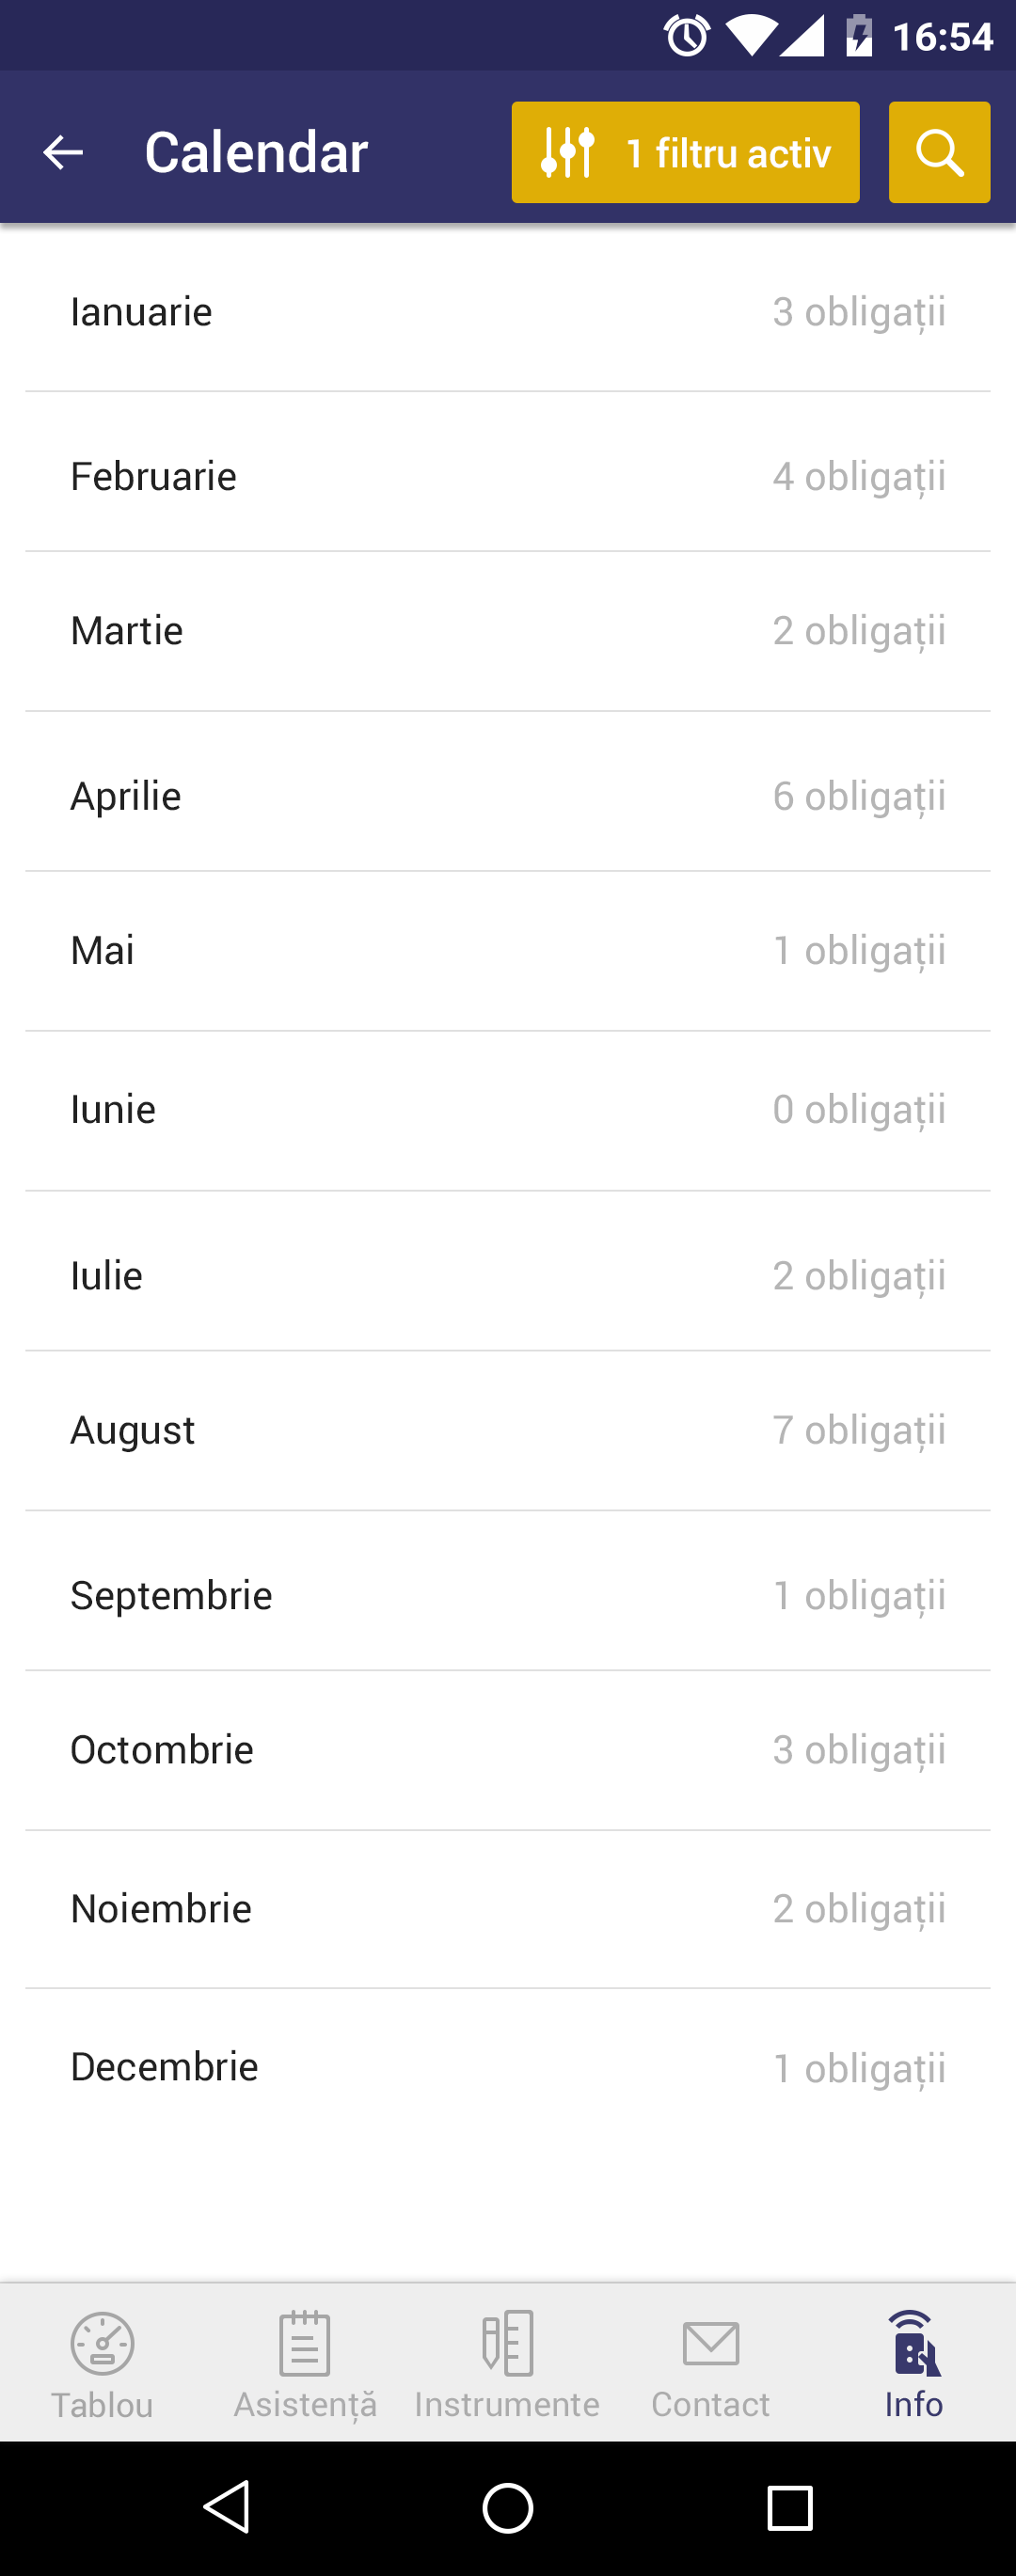 16:54
Calendar 1 filtru activ
Ianuarie 3 obligații
Februarie 4 obligații
Martie 2 obligații
Aprilie 6 obligații
Mai 1 obligații
Iunie 0 obligații
Iulie 2 obligații
August 7 obligații
Septembrie 1 obligații
Octombrie 3 obligații
Noiembrie 2 obligații
Decembrie 1 obligații
Tablou Asistență Instrumente Contact Info